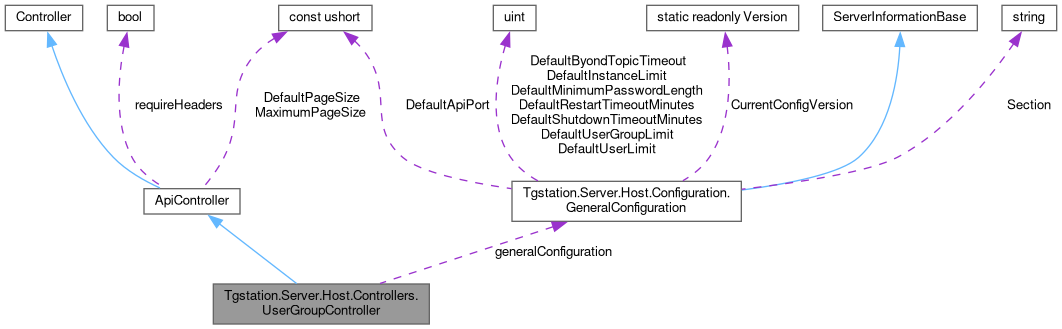 Controller
bool
const ushort
uint
static readonly Version
ServerInformationBase
string
requireHeaders
DefaultPageSize
MaximumPageSize
DefaultApiPort
DefaultByondTopicTimeout
DefaultInstanceLimit
DefaultMinimumPasswordLength
DefaultRestartTimeoutMinutes
DefaultShutdownTimeoutMinutes
DefaultUserGroupLimit
DefaultUserLimit
CurrentConfigVersion
Section
ApiController
Tgstation.Server.Host.Configuration.
GeneralConfiguration
generalConfiguration
Tgstation.Server.Host.Controllers.
UserGroupController